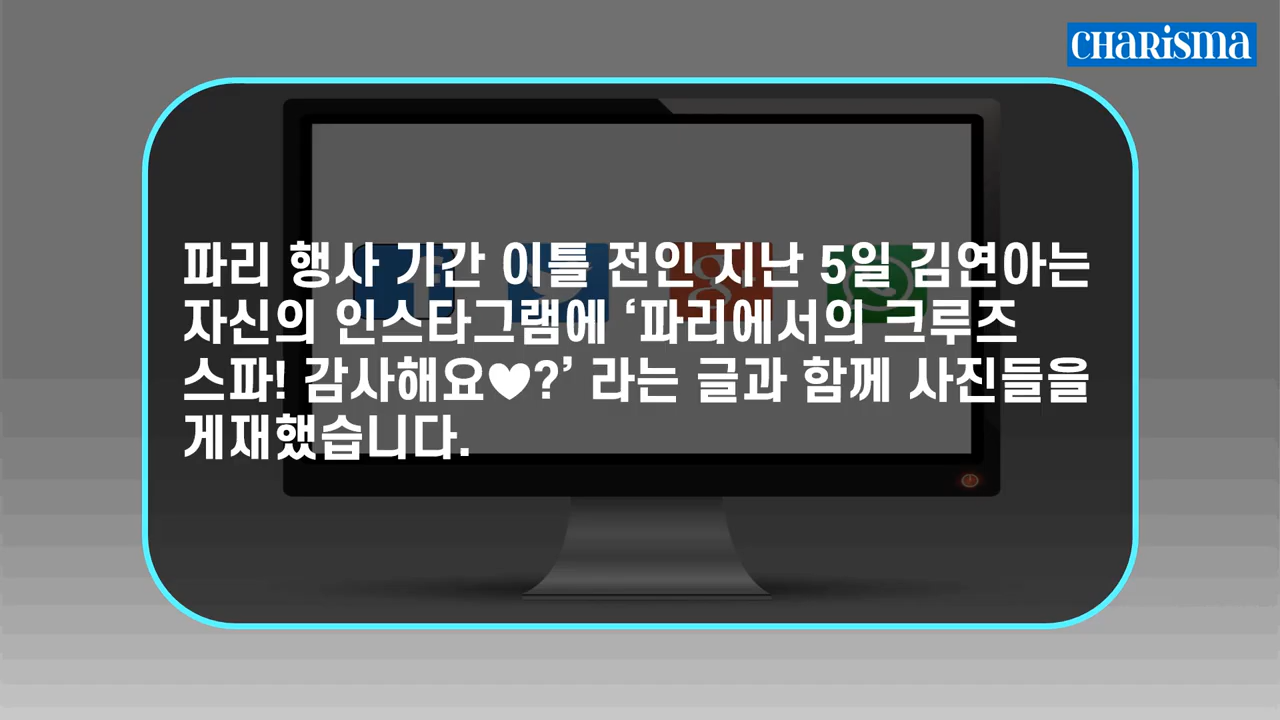 CHARISMA
파리 행사 기간 이틀 전인 지난 5일 김연아는
자신의 인스타그램에 ‘파리에서의 크루즈
스파! 감사해요♥?’ 라는 글과 함께 사진들을
게재했습니다.